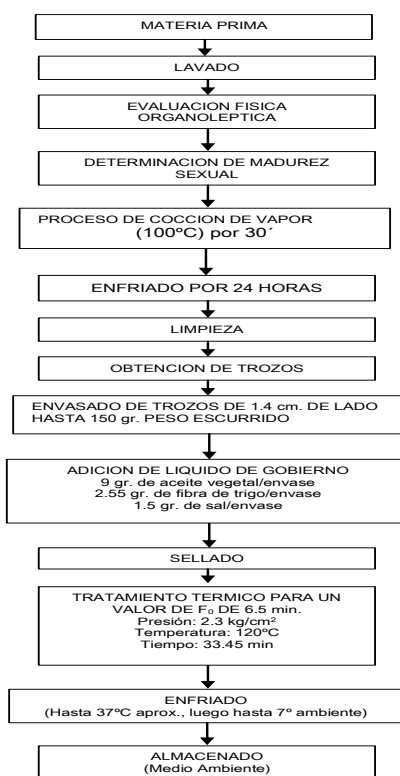 MATERIA PRIMA
LAVADO
EVALUACION FISICA
ORGANOLEPTICA
DETERMINACION DE MADUREZ
SEXUAL
PROCESO DE COCCION DE VAPOR
(100ºC) por 30´
ENFRIADO POR 24 HORAS
LIMPIEZA
OBTENCION DE TROZOS
ENVASADO DE TROZOS DE 1.4 cm. DE LADO
HASTA 150 gr. PESO ESCURRIDO
ADICION DE LIQUIDO DE GOBIERNO
9 gr. de aceite vegetal/envase
2.55 gr. de fibra de trigo/envase
1.5 gr. de sal/envase
SELLADO
TRATAMIENTO TERMICO PARA UN
VALOR DE F₀ DE 6.5 min.
Presión: 2.3 kg/cm²
Temperatura: 120ºC
Tiempo: 33.45 min
ENFRIADO
(Hasta 37ºC aprox., luego hasta 7º ambiente)
ALMACENADO
(Medio Ambiente)